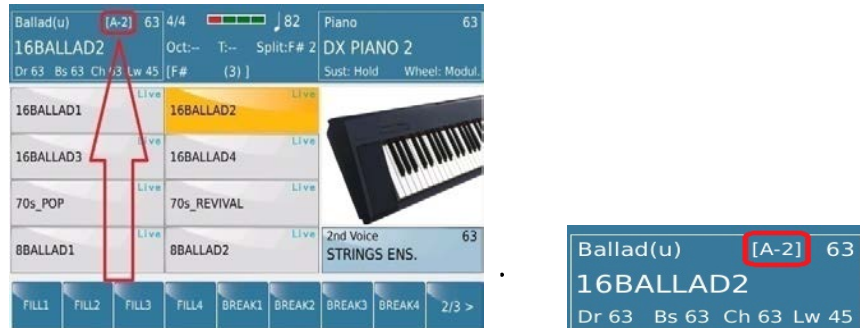 Ballad(u) [A-2] 63
16BALLAD2
Dr 63 Bs 63 Ch 63 Lw 45
4/4 82
Oct:-- T:-- Split:F# 2
[F# (3) ]
Piano 63
DX PIANO 2
Sust: Hold Wheel: Modul.
16BALLAD1 Live
16BALLAD2 Live
16BALLAD3 Live
16BALLAD4 Live
70s_POP Live
70s_REVIVAL Live
8BALLAD1 Live
8BALLAD2 Live
2nd Voice 63
STRINGS ENS.
FILL1 FILL2 FILL3 FILL4 BREAK1 BREAK2 BREAK3 BREAK4 2/3 >
.
Ballad(u) [A-2] 63
16BALLAD2
Dr 63 Bs 63 Ch 63 Lw 45